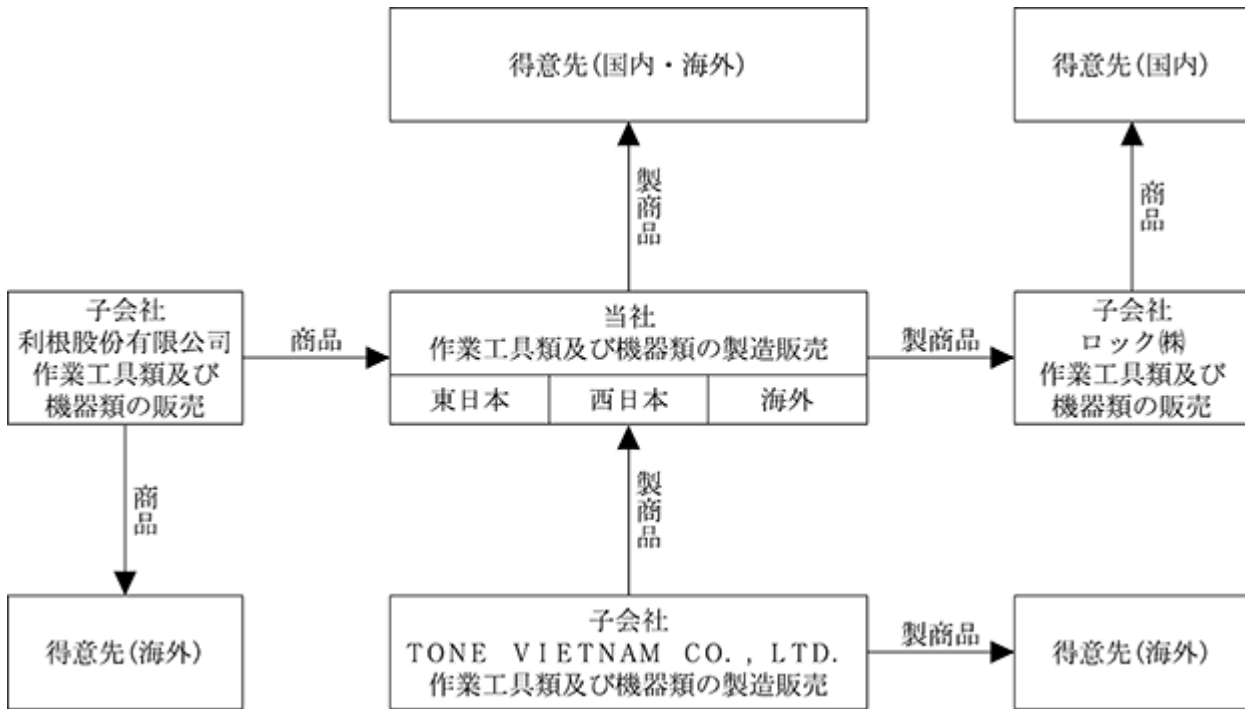 得意先(国内・海外)
得意先(国内)
製商品
商品
子会社
利根股份有限公司
作業工具類及び
機器類の販売
商品
当社
作業工具類及び機器類の製造販売
東日本
西日本
海外
製商品
子会社
ロック㈱
作業工具類及び
機器類の販売
商品
製商品
得意先(海外)
子会社
TONE VIETNAM CO., LTD.
作業工具類及び機器類の製造販売
製商品
得意先(海外)